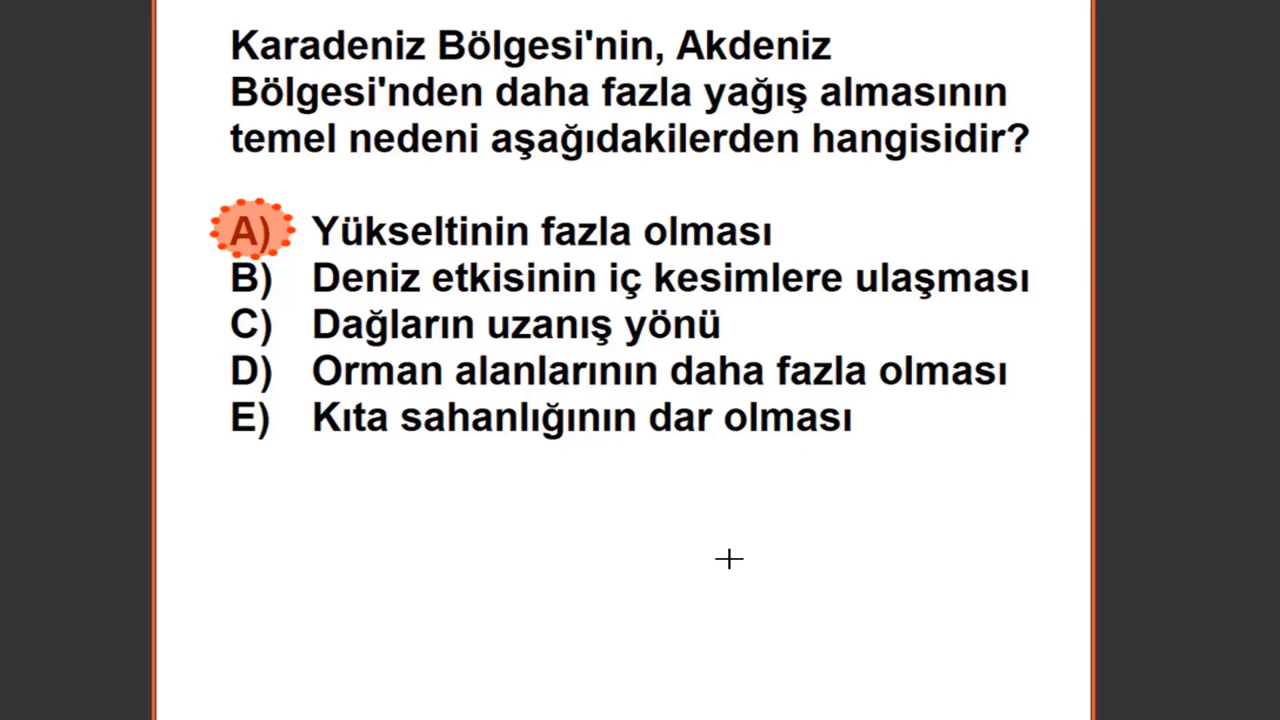 Karadeniz Bölgesi'nin, Akdeniz
Bölgesi'nden daha fazla yağış almasının
temel nedeni aşağıdakilerden hangisidir?
A) Yükseltinin fazla olması
B) Deniz etkisinin iç kesimlere ulaşması
C) Dağların uzanış yönü
D) Orman alanlarının daha fazla olması
E) Kıta sahanlığının dar olması